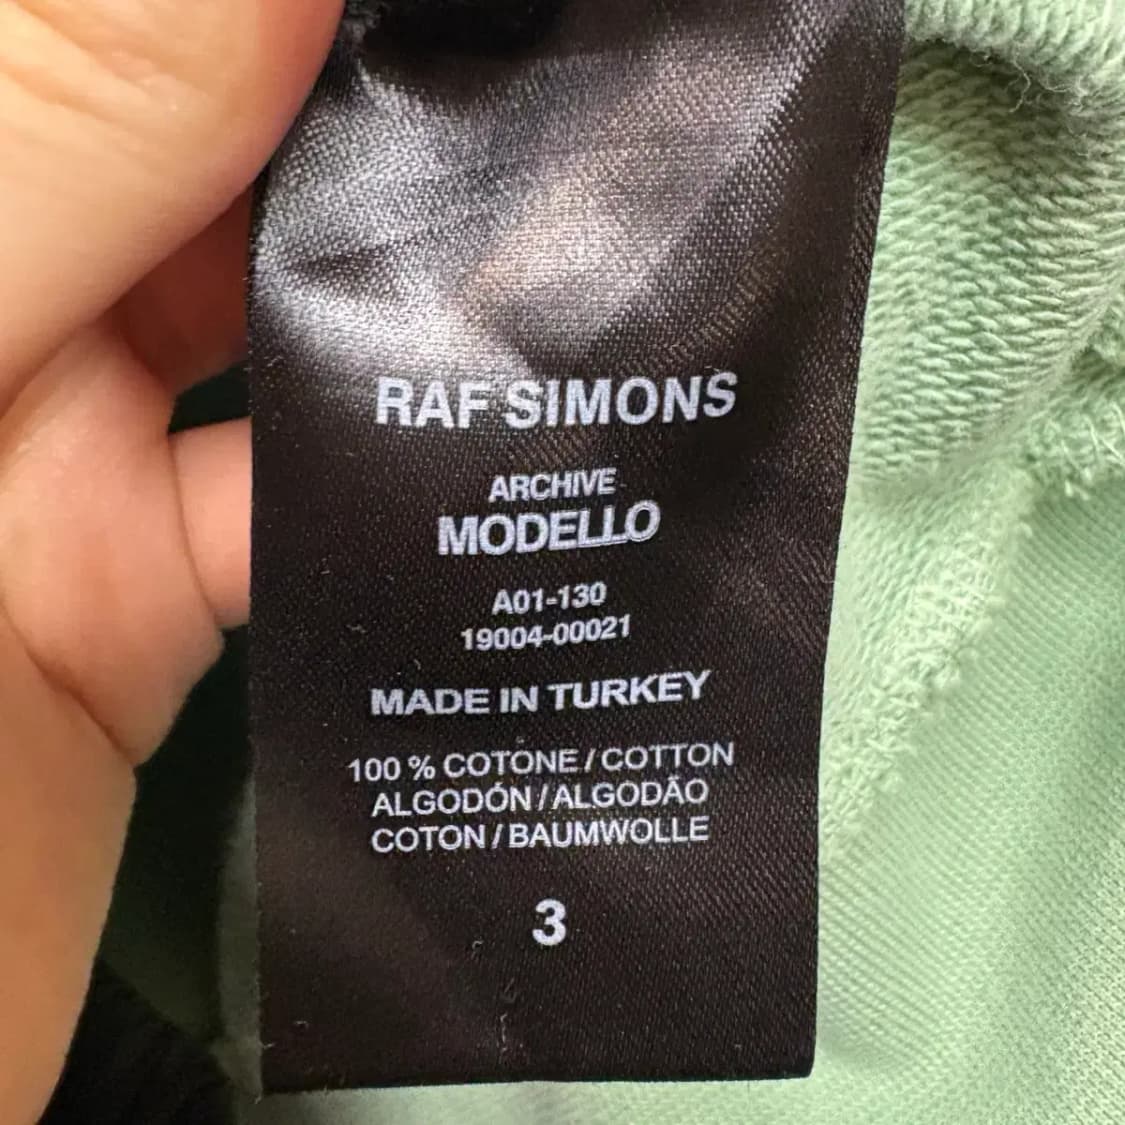 RAF SIMONS
ARCHIVE
MODELLO
A01-130
19004-00021
MADE IN TURKEY
100 % COTONE / COTTON
ALGODÓN / ALGODÃO
COTON / BAUMWOLLE
3